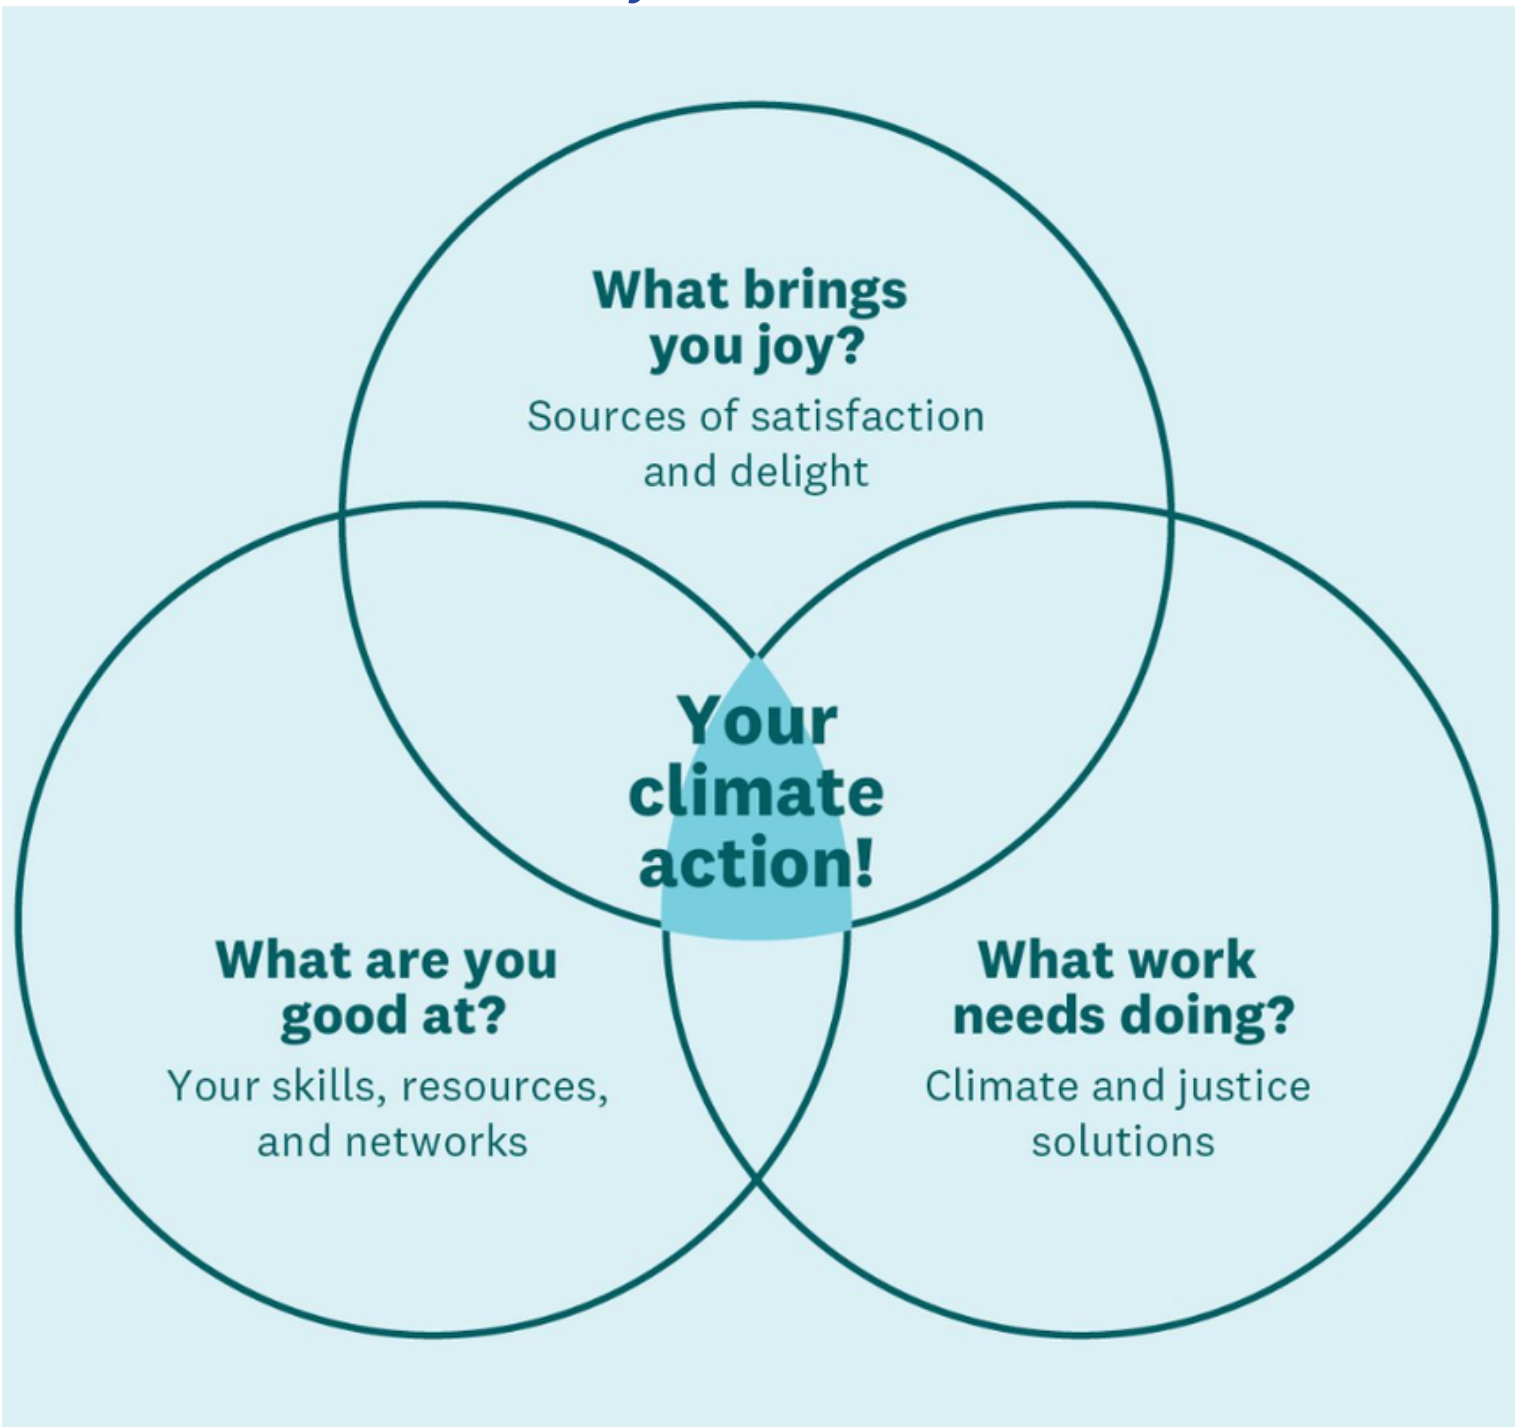 What brings
you joy?
Sources of satisfaction
and delight
Your
climate
action!
What are you
good at?
Your skills, resources,
and networks
What work
needs doing?
Climate and justice
solutions